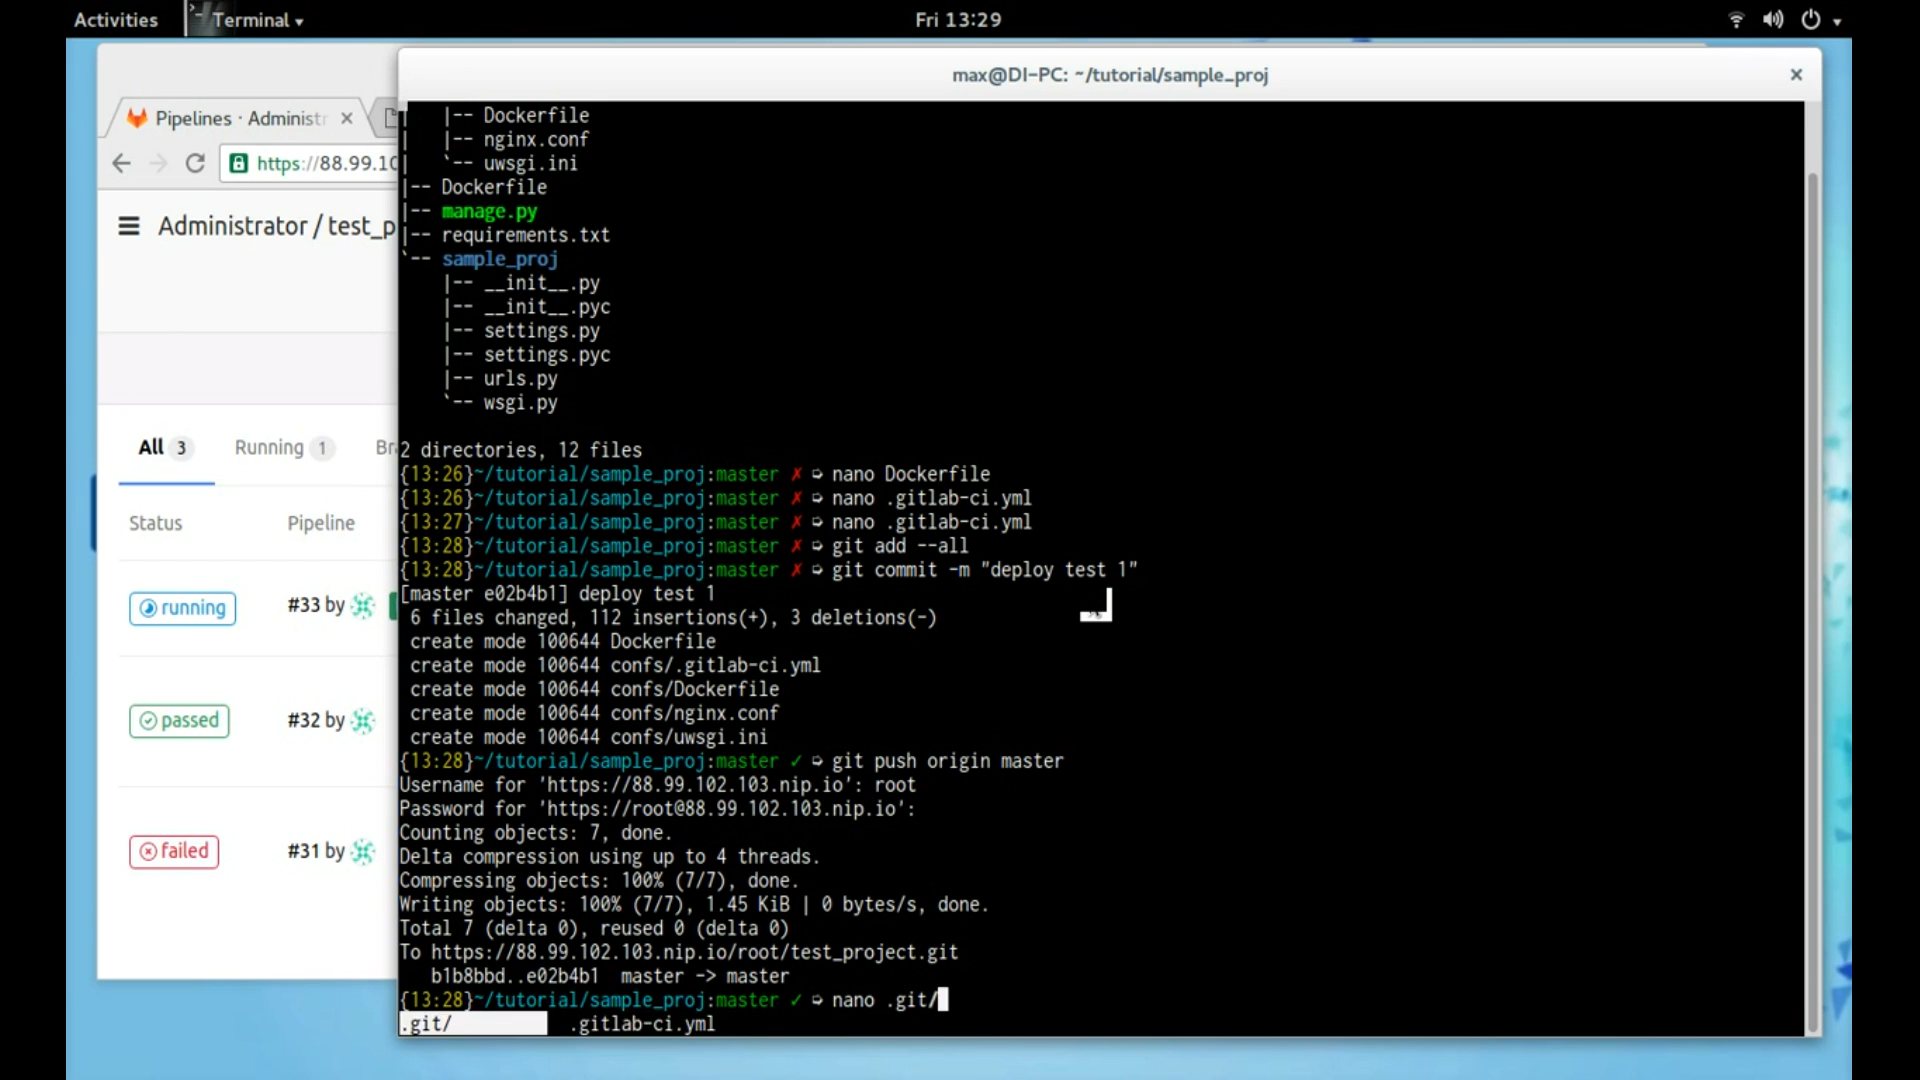 Activities
Terminal
Fri 13:29
max@DI-PC: ~/tutorial/sample_proj
Pipelines · Administr
https://88.99.10
Administrator / test_p
All 3
Running 1
Br
Status
Pipeline
running
#33 by
passed
#32 by
failed
#31 by
|   |-- Dockerfile
|   |-- nginx.conf
|   `-- uwsgi.ini
|-- Dockerfile
|-- manage.py
|-- requirements.txt
`-- sample_proj
    |-- __init__.py
    |-- __init__.pyc
    |-- settings.py
    |-- settings.pyc
    |-- urls.py
    `-- wsgi.py
2 directories, 12 files
{13:26}~/tutorial/sample_proj:master ✗ ➭ nano Dockerfile
{13:26}~/tutorial/sample_proj:master ✗ ➭ nano .gitlab-ci.yml
{13:27}~/tutorial/sample_proj:master ✗ ➭ nano .gitlab-ci.yml
{13:28}~/tutorial/sample_proj:master ✗ ➭ git add --all
{13:28}~/tutorial/sample_proj:master ✗ ➭ git commit -m "deploy test 1"
[master e02b4b1] deploy test 1
 6 files changed, 112 insertions(+), 3 deletions(-)
 create mode 100644 Dockerfile
 create mode 100644 confs/.gitlab-ci.yml
 create mode 100644 confs/Dockerfile
 create mode 100644 confs/nginx.conf
 create mode 100644 confs/uwsgi.ini
{13:28}~/tutorial/sample_proj:master ✓ ➭ git push origin master
Username for 'https://88.99.102.103.nip.io': root
Password for 'https://root@88.99.102.103.nip.io':
Counting objects: 7, done.
Delta compression using up to 4 threads.
Compressing objects: 100% (7/7), done.
Writing objects: 100% (7/7), 1.45 KiB | 0 bytes/s, done.
Total 7 (delta 0), reused 0 (delta 0)
To https://88.99.102.103.nip.io/root/test_project.git
   b1b8bbd..e02b4b1  master -> master
{13:28}~/tutorial/sample_proj:master ✓ ➭ nano .git/
.git/ .gitlab-ci.yml